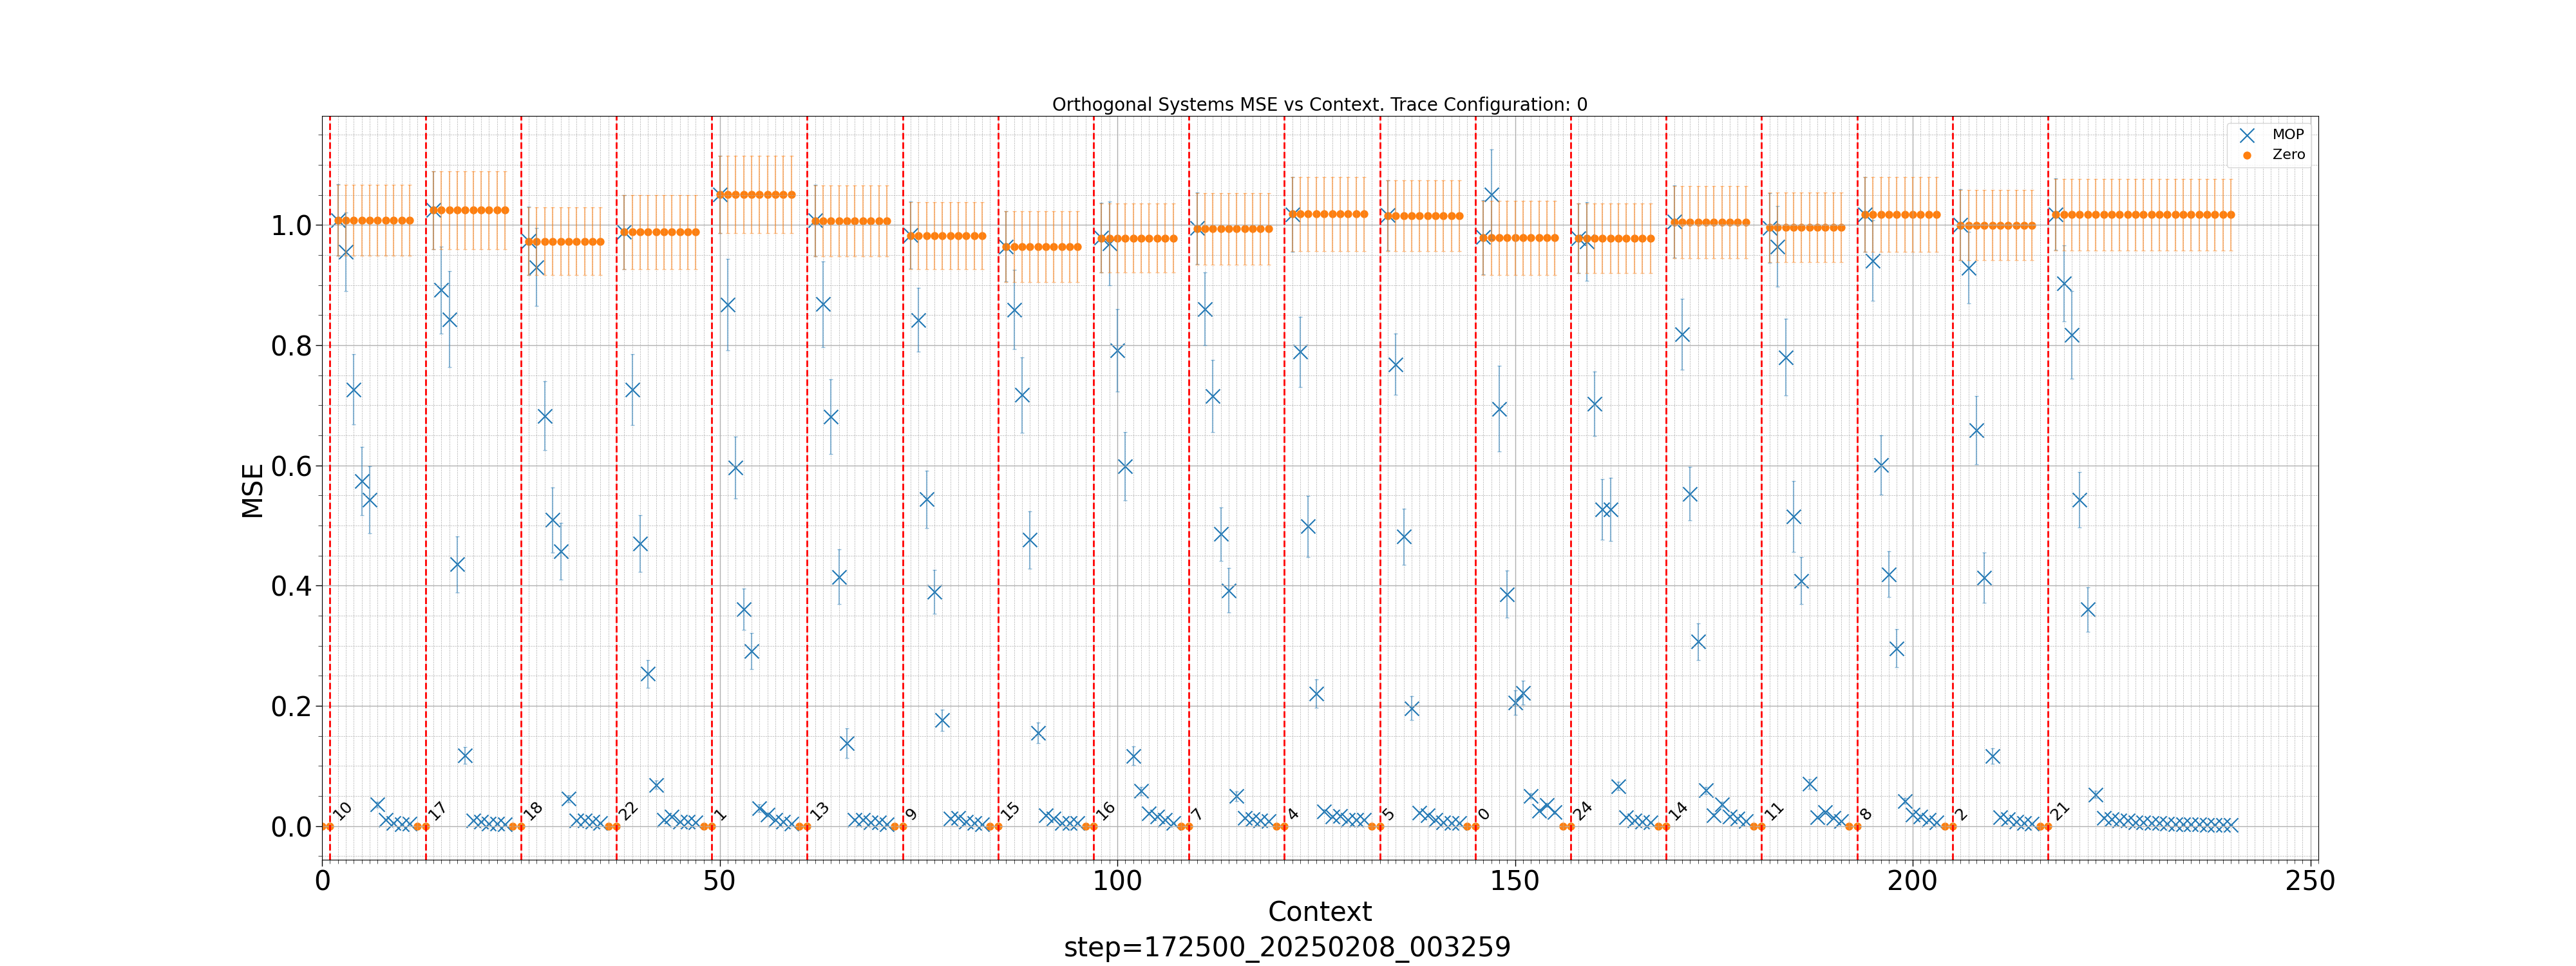 Orthogonal Systems MSE vs Context. Trace Configuration: 0
MOP
Zero
MSE
1.0
0.8
0.6
0.4
0.2
0.0
10 17 18 22 1 13 9 15 16 7 4 5 0 24 14 11 8 2 21
0 50 100 150 200 250
Context
step=172500_20250208_003259